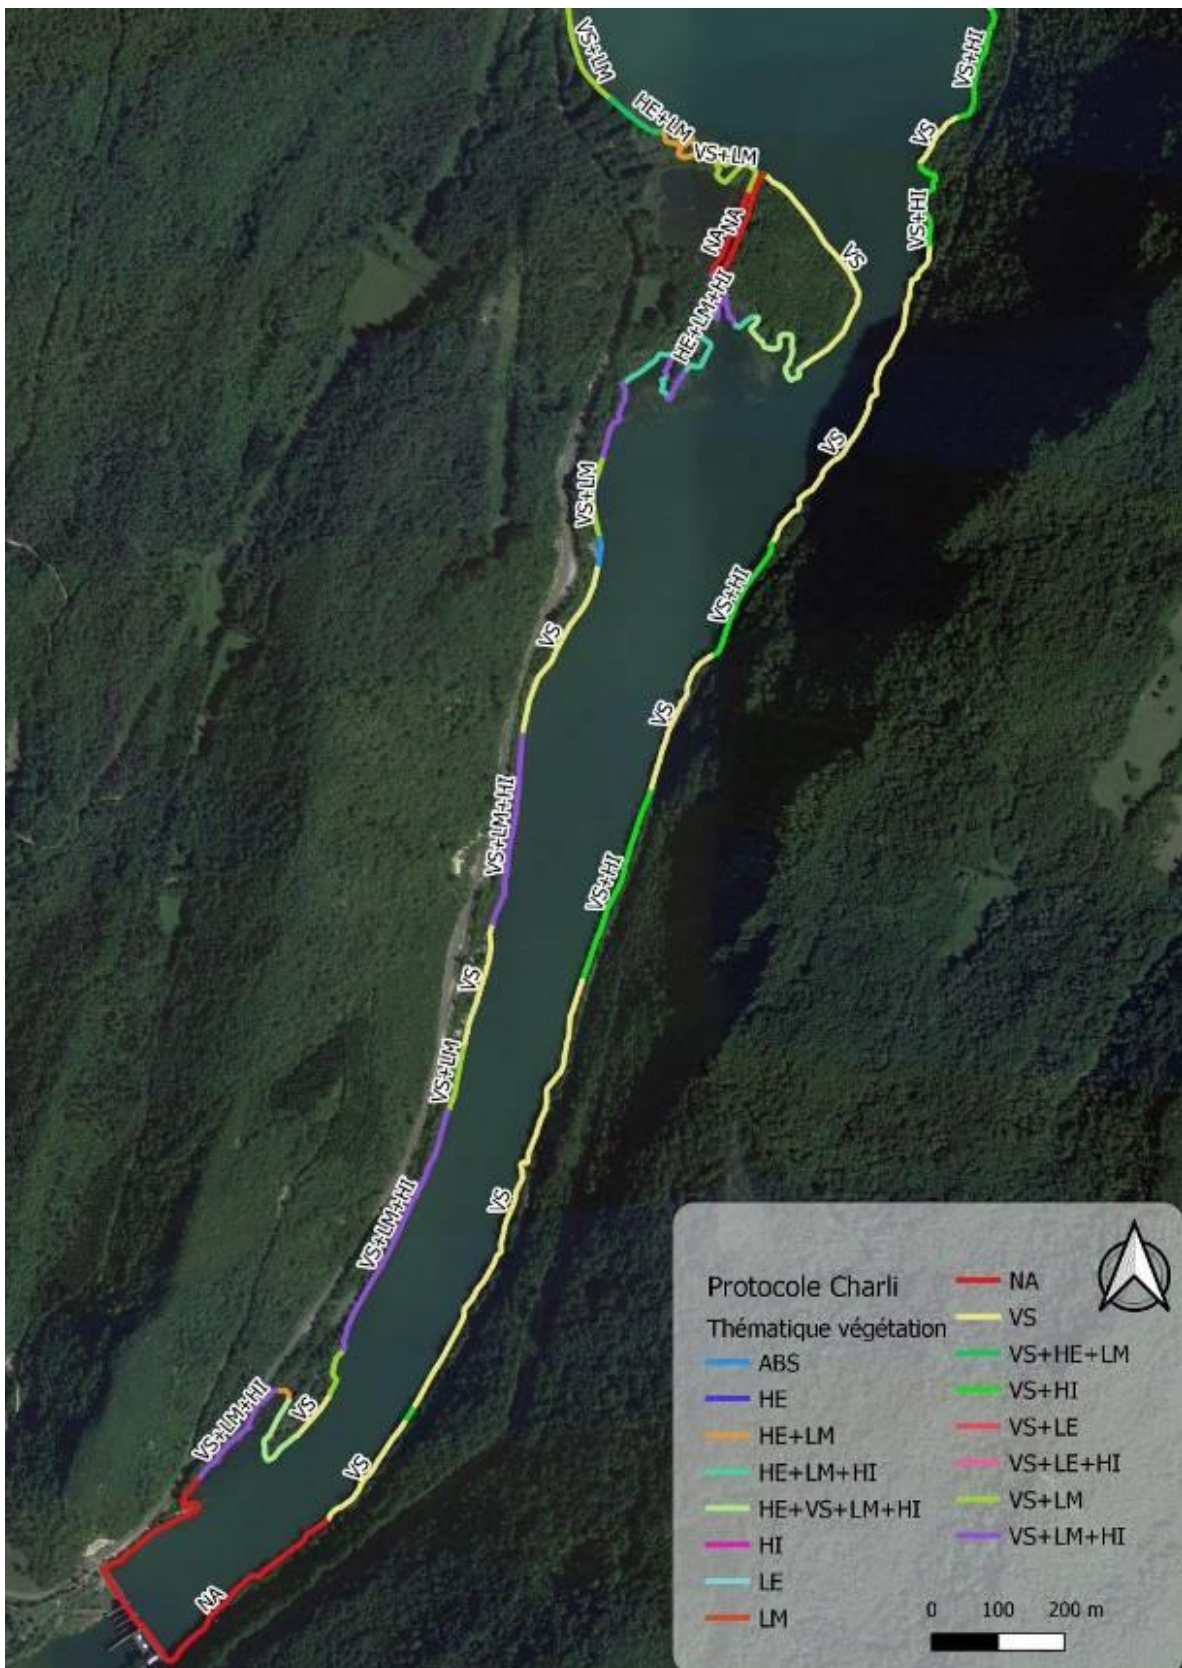 VS+LM
HE+LM
VS+LM
VS+HI
VS
VS+HI
NA
NA
VS
HE+LM+HI
VS
VS+LM
VS+HI
VS
VS
VS+LM+HI
VS+HI
VS
VS+LM
VS
VS+LM+HI
VS+LM+HI
VS
VS
NA
Protocole Charli
Thématique végétation
ABS
HE
HE+LM
HE+LM+HI
HE+VS+LM+HI
HI
LE
LM
NA
VS
VS+HE+LM
VS+HI
VS+LE
VS+LE+HI
VS+LM
VS+LM+HI
0 100 200 m